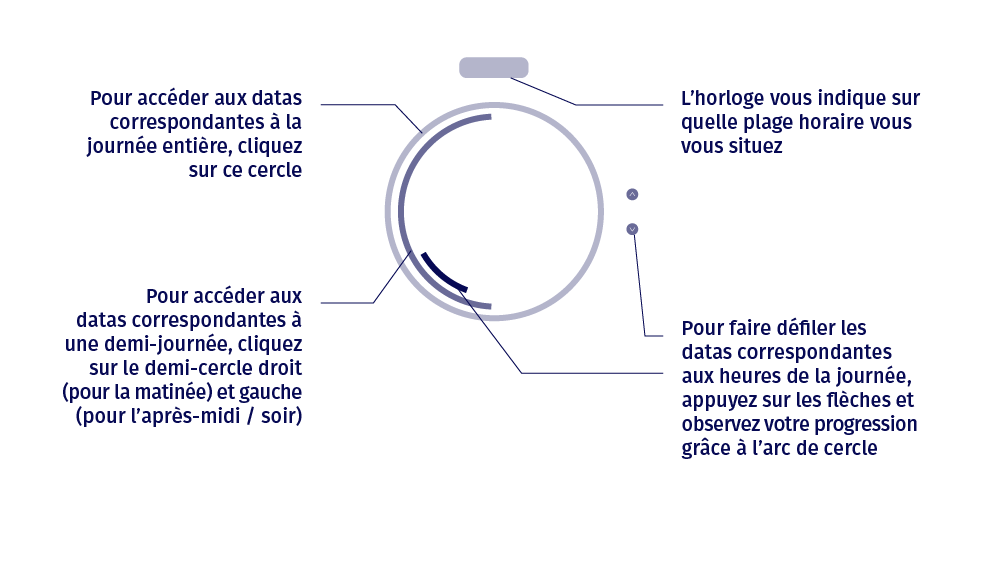 Pour accéder aux datas
correspondantes à la
journée entière, cliquez
sur ce cercle
L’horloge vous indique sur
quelle plage horaire vous
vous situez
Pour accéder aux
datas correspondantes à
une demi-journée, cliquez
sur le demi-cercle droit
(pour la matinée) et gauche
(pour l’après-midi / soir)
Pour faire défiler les
datas correspondantes
aux heures de la journée,
appuyez sur les flèches et
observez votre progression
grâce à l’arc de cercle